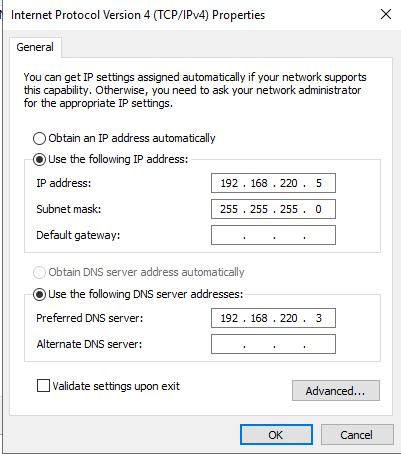 Internet Protocol Version 4 (TCP/IPv4) Properties
General
You can get IP settings assigned automatically if your network supports
this capability. Otherwise, you need to ask your network administrator
for the appropriate IP settings.
Obtain an IP address automatically
Use the following IP address:
IP address: 192 . 168 . 220 . 5
Subnet mask: 255 . 255 . 255 . 0
Default gateway: . . .
Obtain DNS server address automatically
Use the following DNS server addresses:
Preferred DNS server: 192 . 168 . 220 . 3
Alternate DNS server: . . .
Validate settings upon exit
Advanced...
OK Cancel